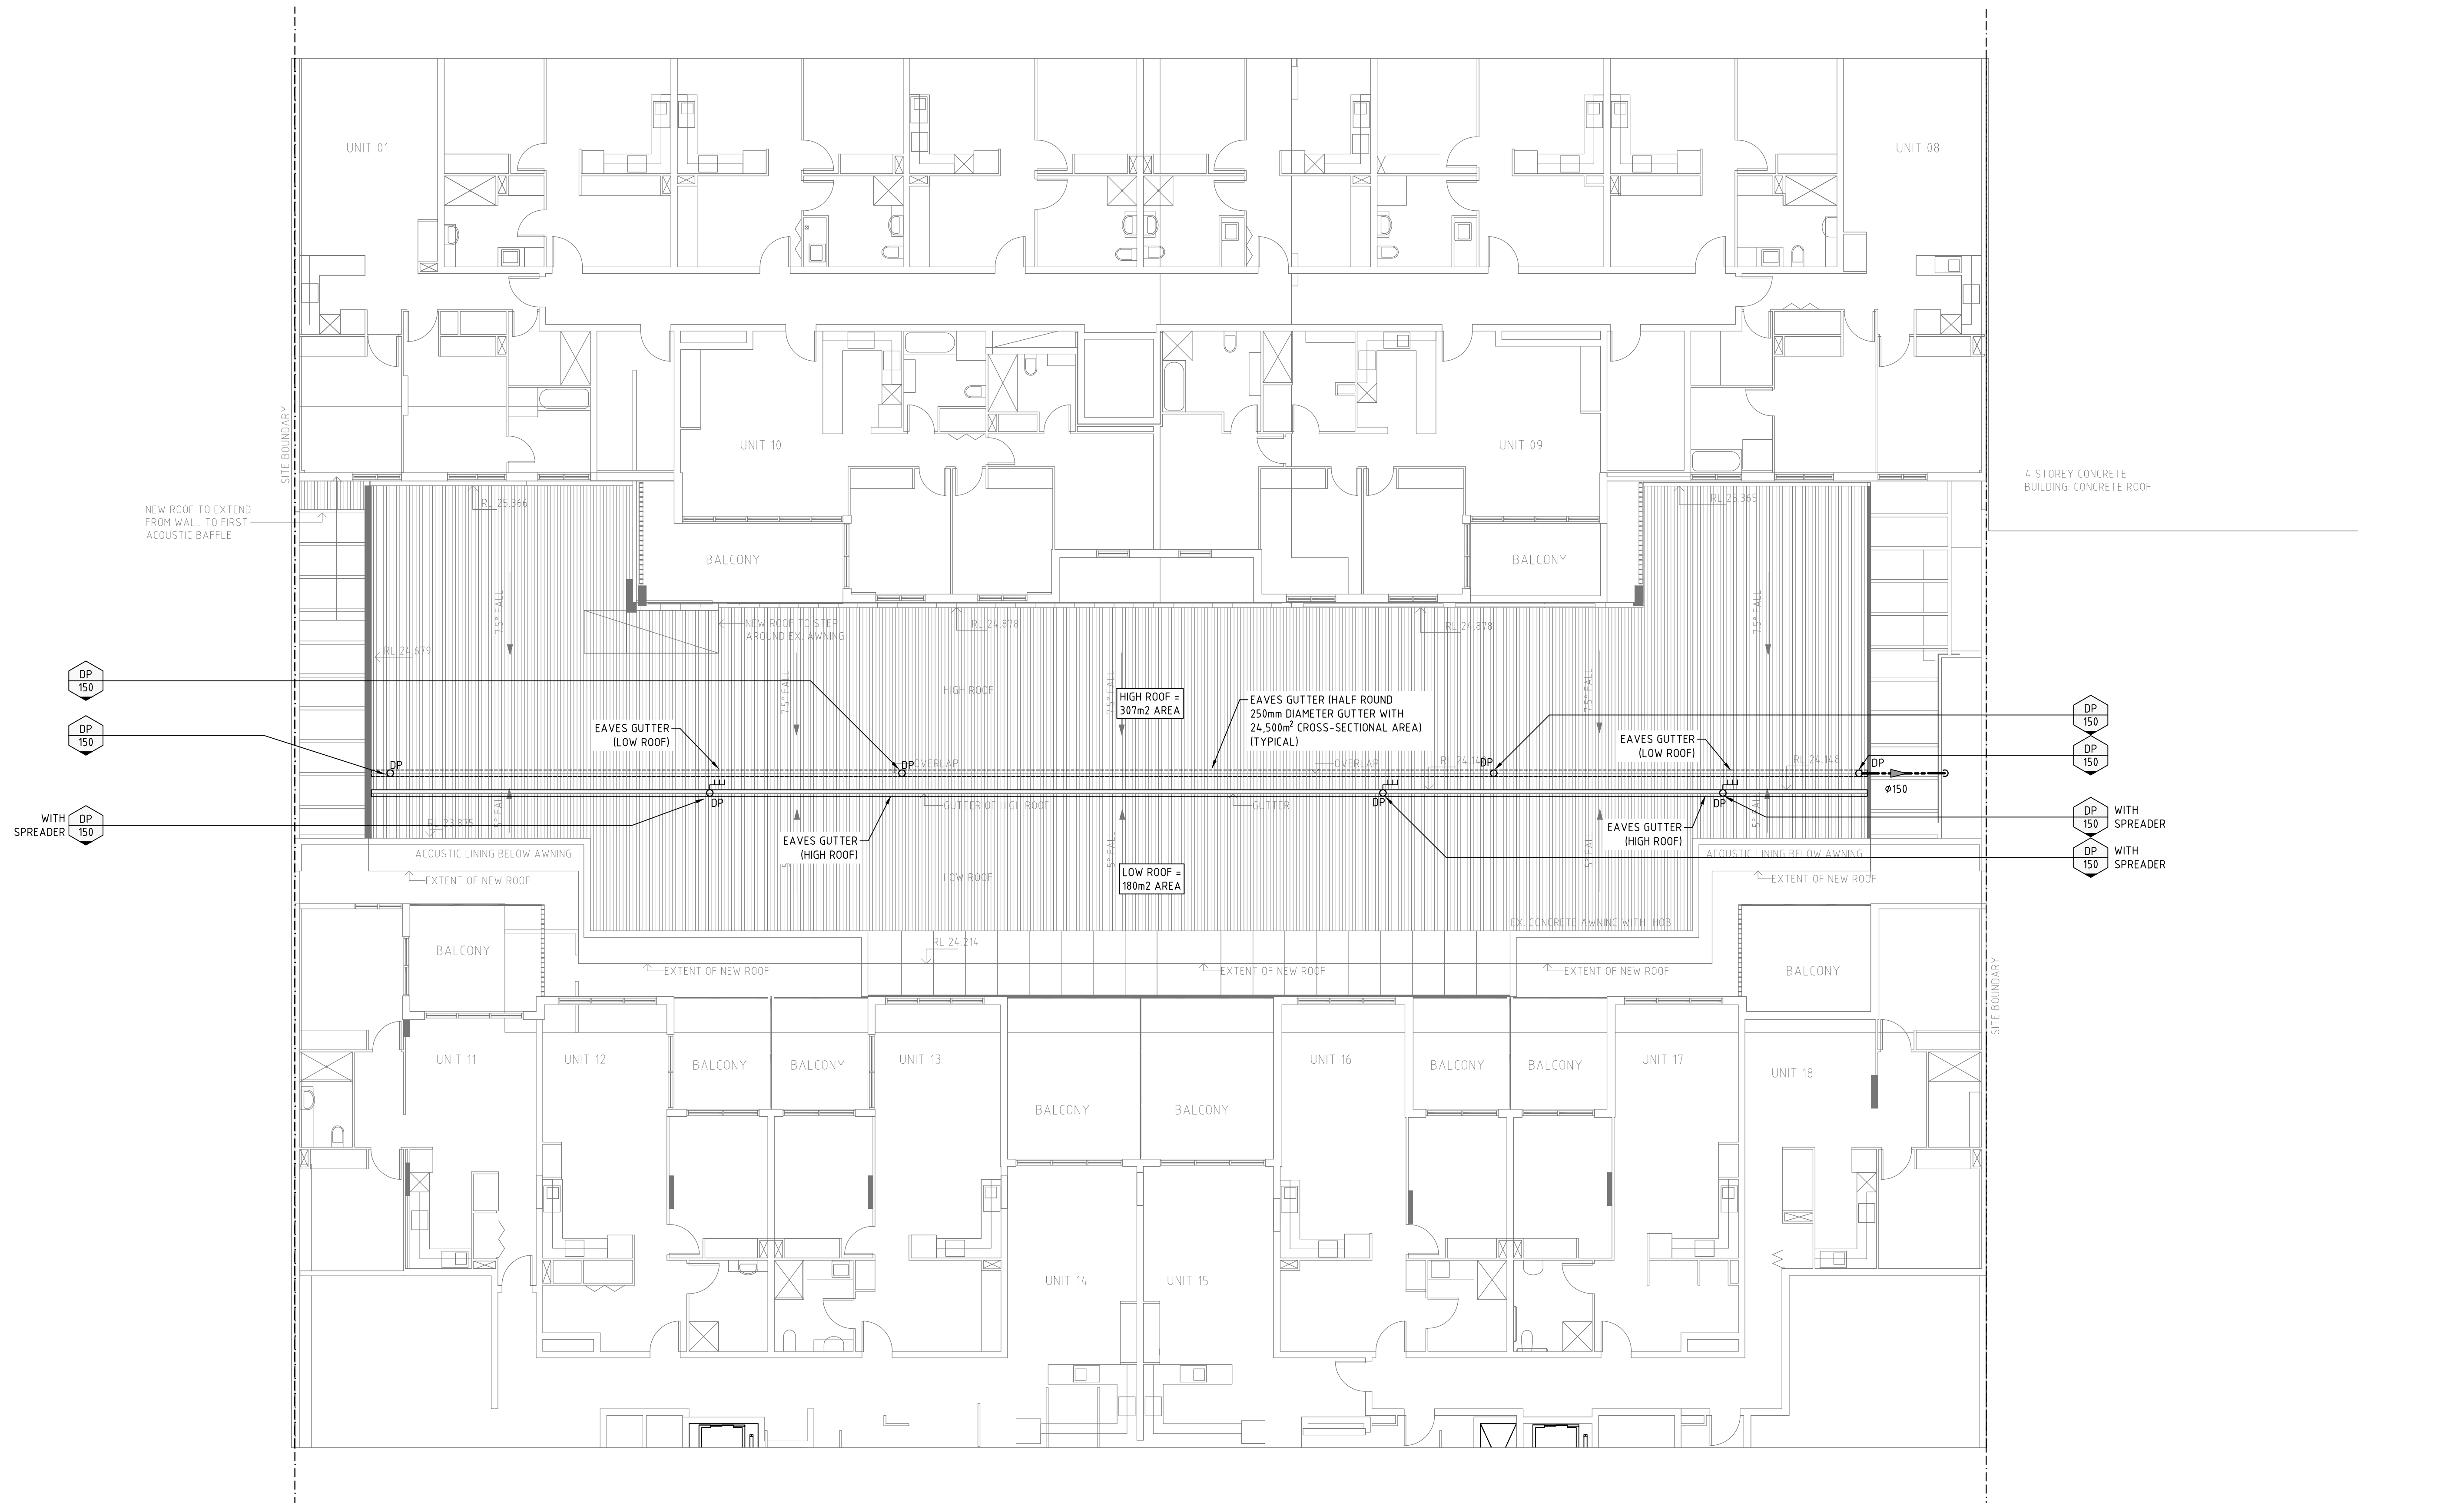 UNIT 01
UNIT 08
SITE BOUNDARY
UNIT 10
UNIT 09
4 STOREY CONCRETE
BUILDING: CONCRETE ROOF
NEW ROOF TO EXTEND
FROM WALL TO FIRST
ACOUSTIC BAFFLE
RL 25.366
RL 25.365
BALCONY
BALCONY
7.5° FALL
7.5° FALL
NEW ROOF TO STEP
AROUND EX. AWNING
RL 24.878
RL 24.878
RL 24.679
DP
150
7.5° FALL
7.5° FALL
7.5° FALL
HIGH ROOF
HIGH ROOF =
307m2 AREA
EAVES GUTTER (HALF ROUND
250mm DIAMETER GUTTER WITH
24,500m² CROSS-SECTIONAL AREA)
(TYPICAL)
DP
150
DP
150
EAVES GUTTER
(LOW ROOF)
EAVES GUTTER
(LOW ROOF)
DP
150
DP
DP
OVERLAP
OVERLAP
RL 24.14
DP
RL 24.148
DP
Ø150
DP
GUTTER OF HIGH ROOF
GUTTER
DP
DP
WITH
SPREADER
DP
150
RL 23.875
5° FALL
5° FALL
EAVES GUTTER
(HIGH ROOF)
EAVES GUTTER
(HIGH ROOF)
DP
150
WITH
SPREADER
DP
150
WITH
SPREADER
ACOUSTIC LINING BELOW AWNING
5° FALL
5° FALL
ACOUSTIC LINING BELOW AWNING
EXTENT OF NEW ROOF
LOW ROOF
LOW ROOF =
180m2 AREA
EXTENT OF NEW ROOF
EX. CONCRETE AWNING WITH HOB
BALCONY
RL 24.214
EXTENT OF NEW ROOF
EXTENT OF NEW ROOF
EXTENT OF NEW ROOF
BALCONY
SITE BOUNDARY
UNIT 11
UNIT 12
BALCONY
BALCONY
UNIT 13
BALCONY
BALCONY
UNIT 16
BALCONY
BALCONY
UNIT 17
UNIT 18
UNIT 14
UNIT 15